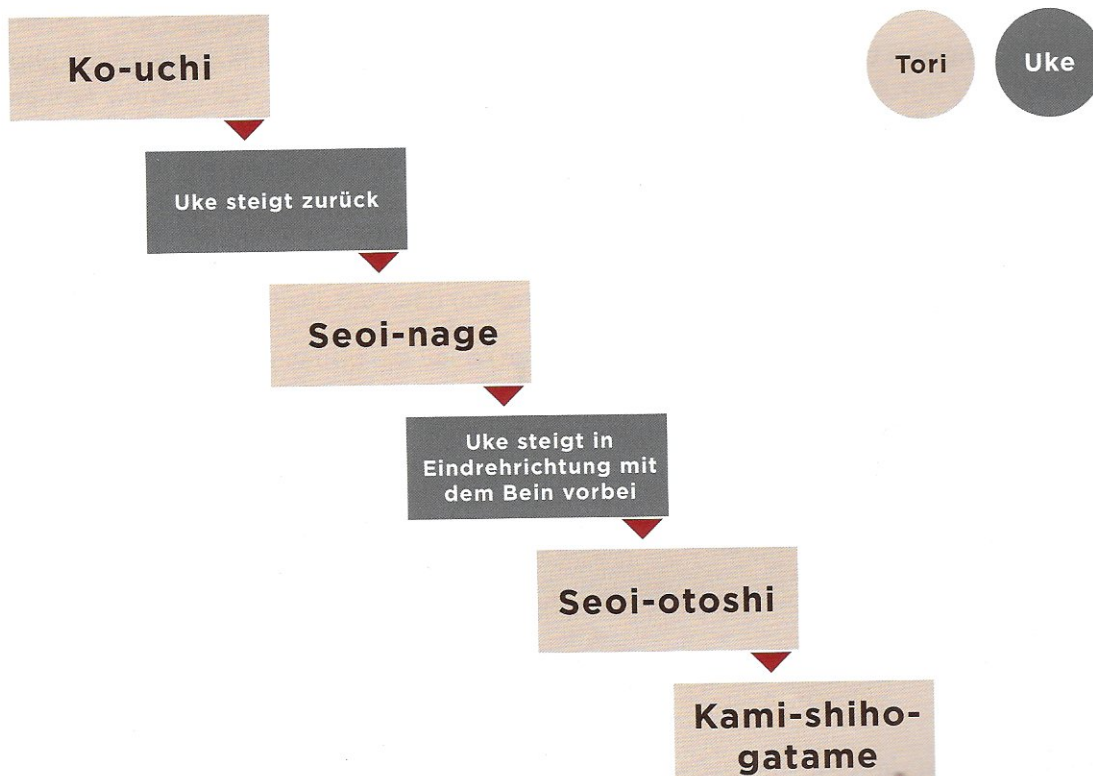 Ko-uchi
Tori
Uke
Uke steigt zurück
Seoi-nage
Uke steigt in
Eindrehrichtung mit
dem Bein vorbei
Seoi-otoshi
Kami-shiho-
gatame